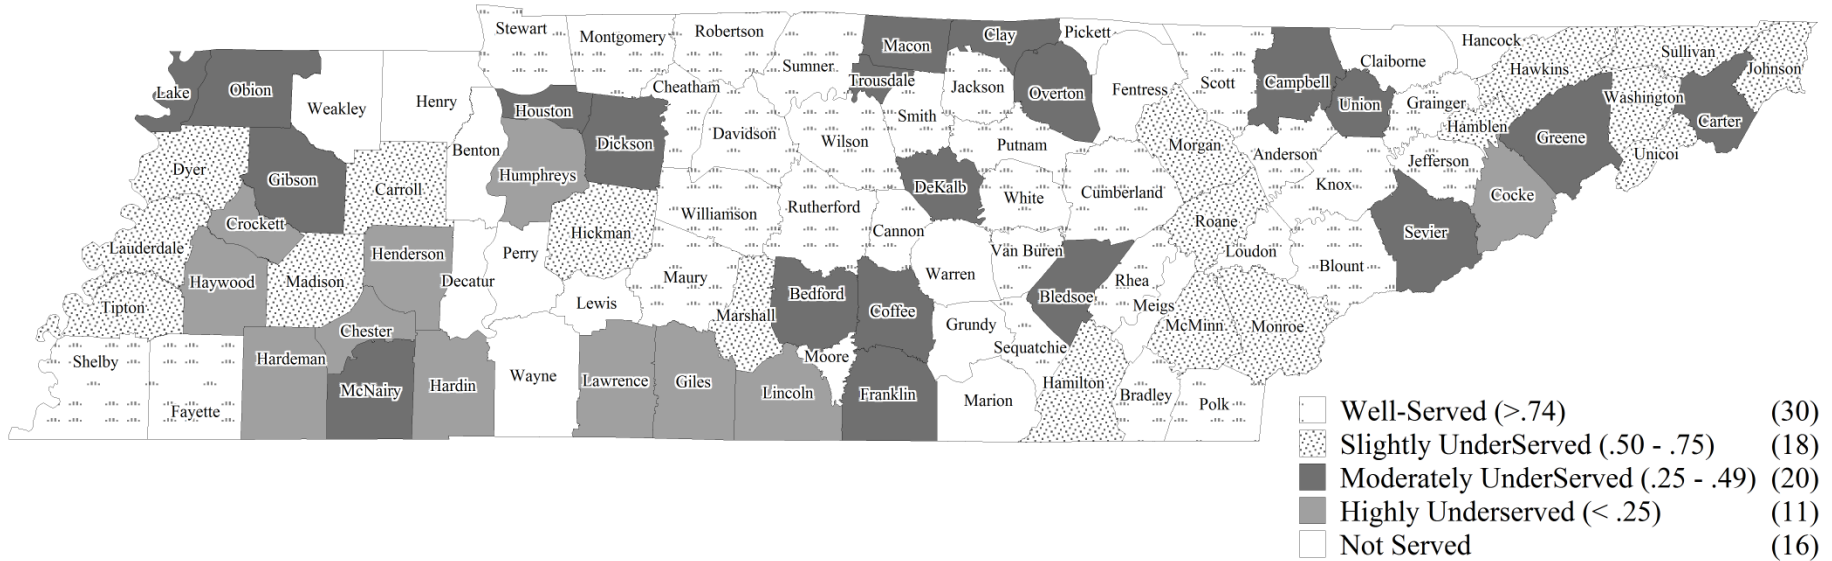 Stewart
Montgomery
Robertson
Sumner
Macon
Clay
Pickett
Trousdale
Cheatham
Jackson
Overton
Fentress
Scott
Campbell
Claiborne
Hancock
Hawkins
Sullivan
Johnson
Lake
Obion
Weakley
Henry
Houston
Dickson
Davidson
Wilson
Smith
Putnam
Morgan
Anderson
Union
Grainger
Hamblen
Washington
Greene
Carter
Unicoi
Dyer
Gibson
Carroll
Benton
Humphreys
Williamson
Rutherford
Cannon
DeKalb
White
Cumberland
Roane
Knox
Jefferson
Cocke
Sevier
Crockett
Lauderdale
Haywood
Madison
Henderson
Decatur
Perry
Hickman
Lewis
Maury
Marshall
Bedford
Coffee
Warren
Van Buren
Bledsoe
Rhea
Meigs
Loudon
Blount
Tipton
Chester
Moore
Grundy
Sequatchie
McMinn
Monroe
Shelby
Fayette
Hardeman
McNairy
Hardin
Wayne
Lawrence
Giles
Lincoln
Franklin
Marion
Hamilton
Bradley
Polk
Well-Served (>.74) (30)
Slightly UnderServed (.50 - .75) (18)
Moderately UnderServed (.25 - .49) (20)
Highly Underserved (< .25) (11)
Not Served (16)